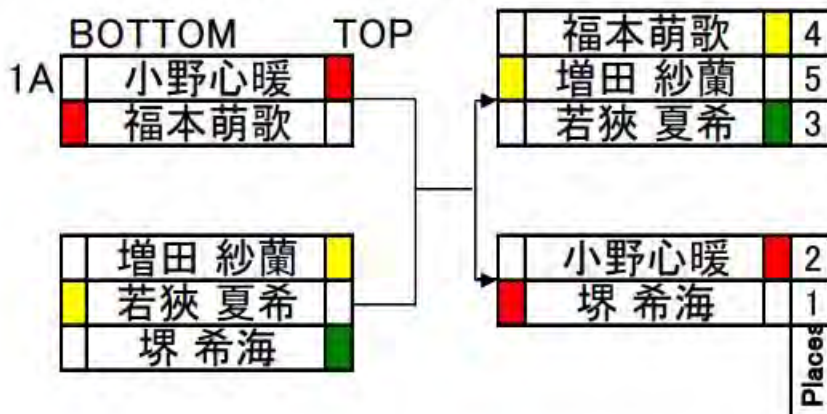 BOTTOM TOP
1A 小野心暖
福本萌歌
増田 紗蘭
若狹 夏希
堺 希海
福本萌歌 4
増田 紗蘭 5
若狹 夏希 3
小野心暖 2
堺 希海 1
Places